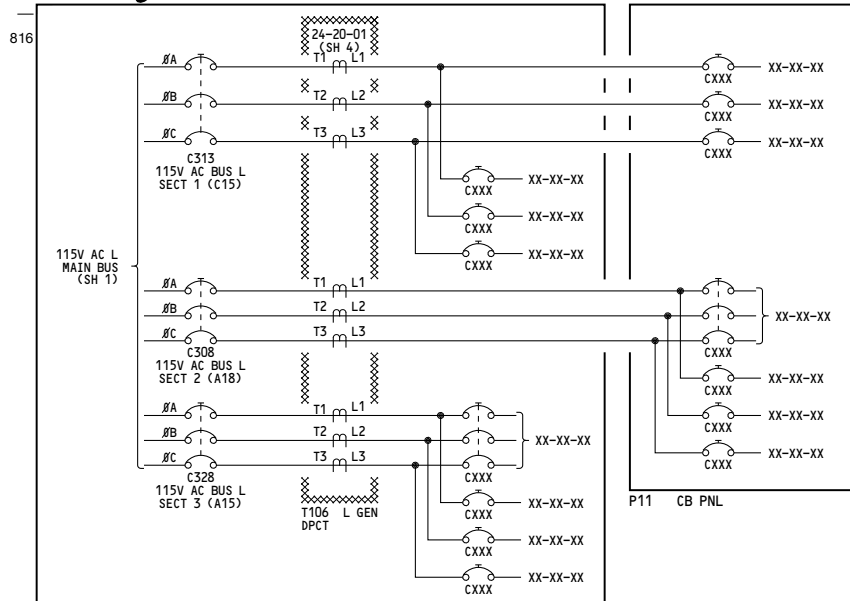 816
24-20-01
(SH 4)
ØA T1 L1 CXXX XX-XX-XX
ØB T2 L2 CXXX XX-XX-XX
ØC T3 L3 CXXX XX-XX-XX
C313
115V AC BUS L
SECT 1 (C15)
CXXX XX-XX-XX
CXXX XX-XX-XX
CXXX XX-XX-XX
115V AC L
MAIN BUS
(SH 1)
ØA T1 L1
ØB T2 L2 XX-XX-XX
ØC T3 L3 CXXX
C308
115V AC BUS L
SECT 2 (A18)
CXXX XX-XX-XX
CXXX XX-XX-XX
CXXX XX-XX-XX
ØA T1 L1
ØB T2 L2 XX-XX-XX
ØC T3 L3 CXXX
C328
115V AC BUS L
SECT 3 (A15)
CXXX XX-XX-XX
CXXX XX-XX-XX
CXXX XX-XX-XX
T106 L GEN
DPCT
P11 CB PNL